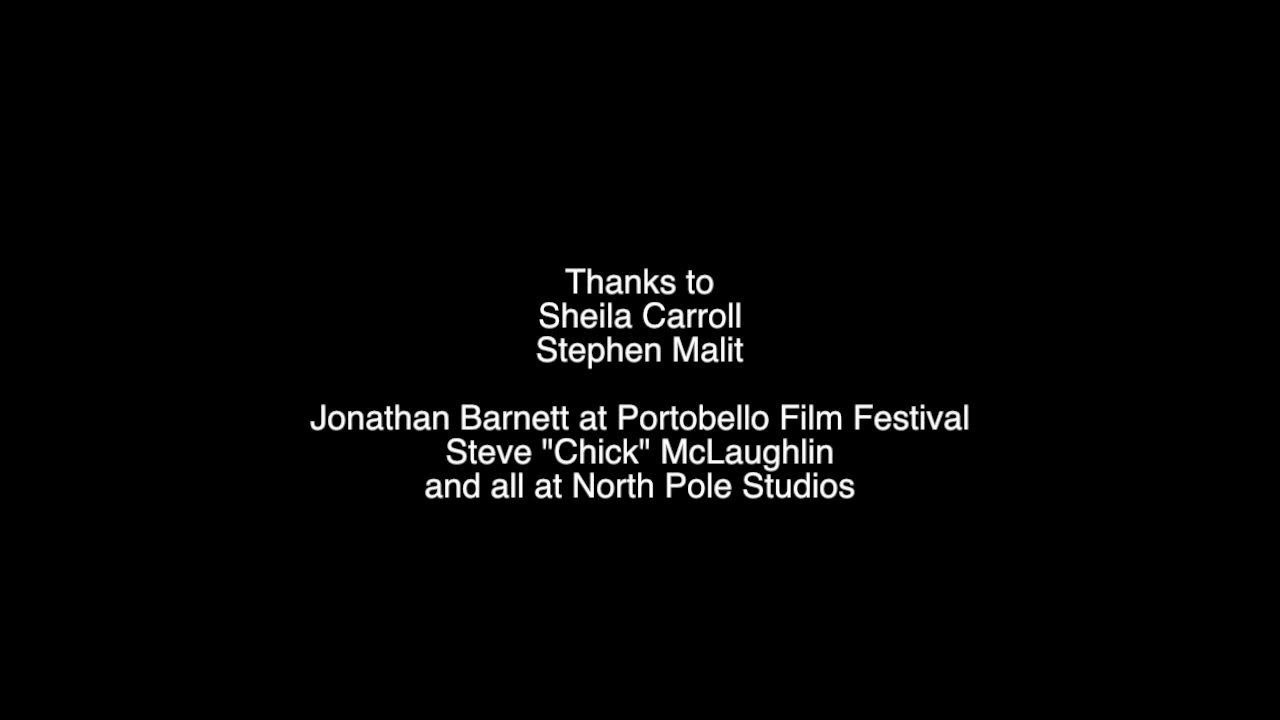 Thanks to
Sheila Carroll
Stephen Malit
Jonathan Barnett at Portobello Film Festival
Steve "Chick" McLaughlin
and all at North Pole Studios